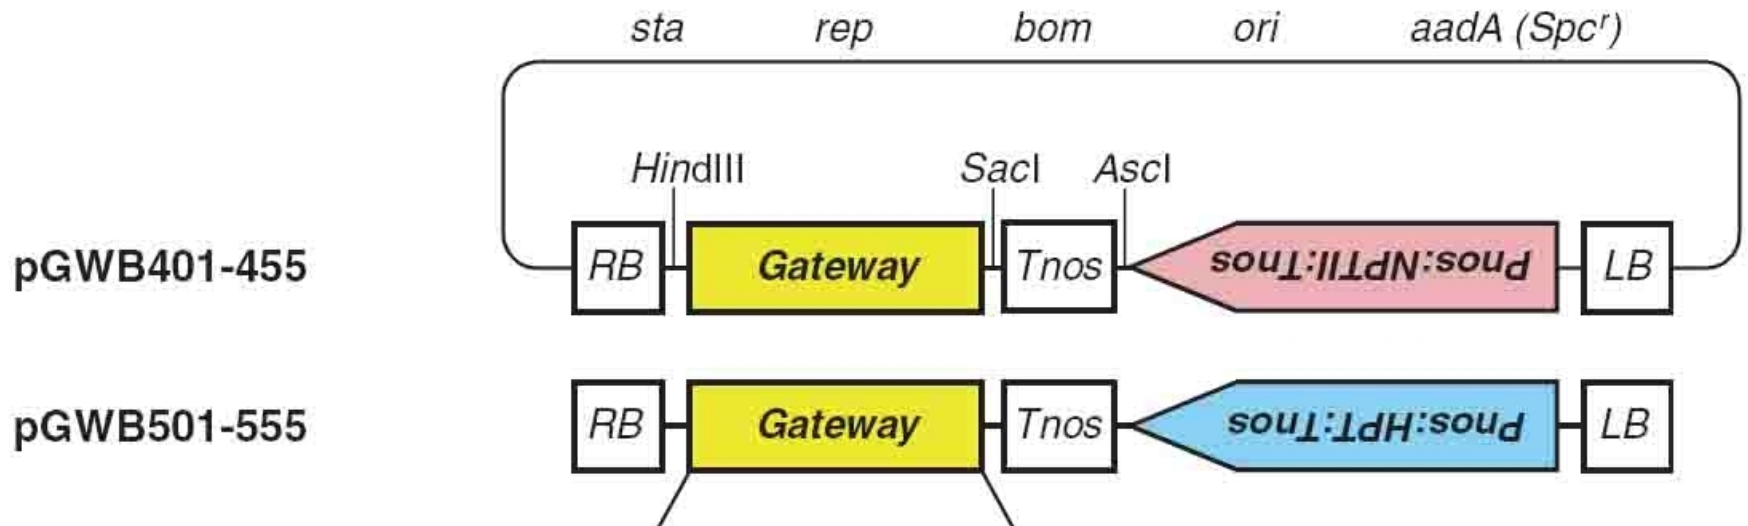 sta rep bom ori aadA (Spcʳ)
HindIII SacI AscI
pGWB401-455 RB Gateway Tnos Pnos:NPTII:Tnos LB
pGWB501-555 RB Gateway Tnos Pnos:HPT:Tnos LB